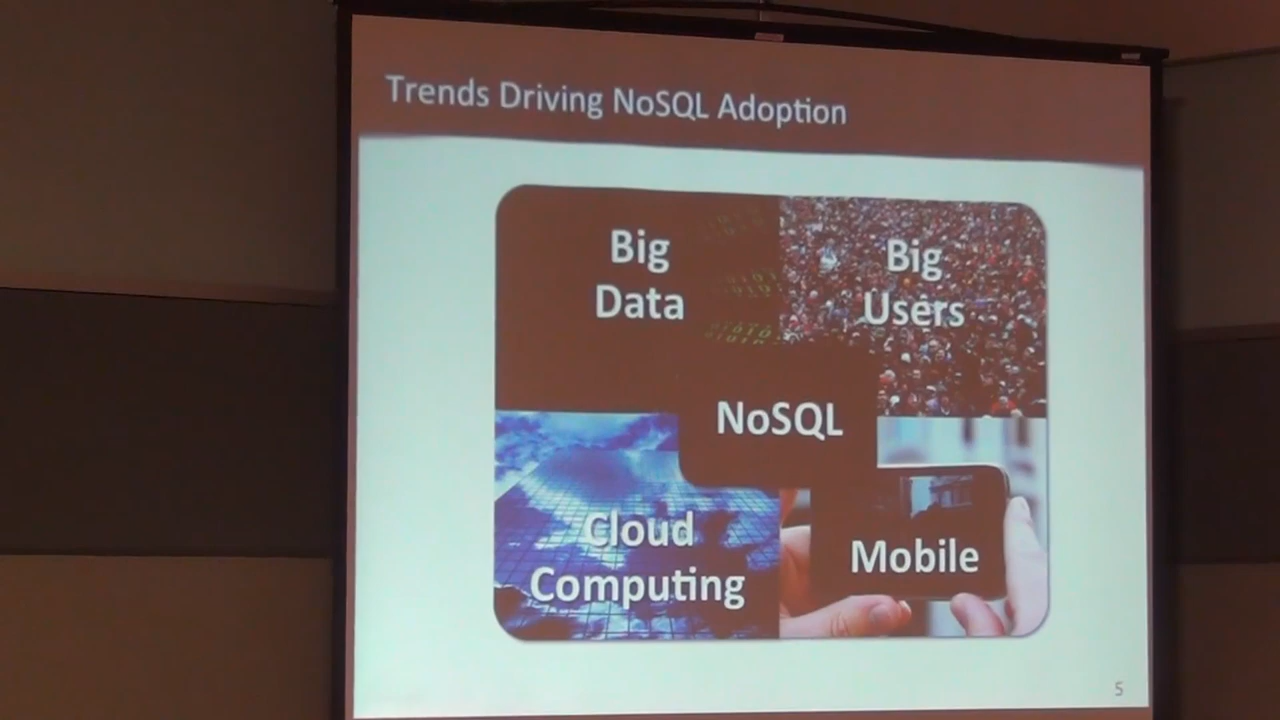 Trends Driving NoSQL Adoption
Big
Data
Big
Users
NoSQL
Cloud
Computing
Mobile
5